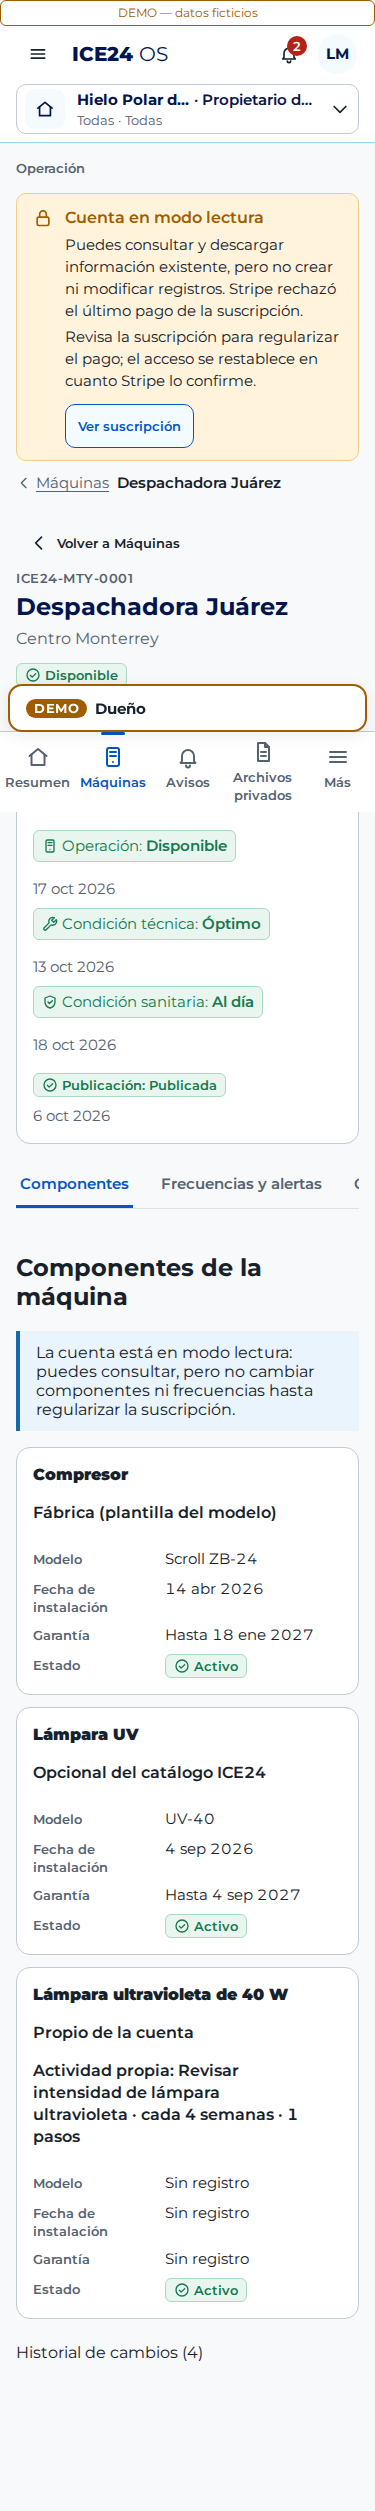 DEMO — datos ficticios
ICE24 OS
2
LM
Hielo Polar d... · Propietario d...
Todas · Todas
Operación
Cuenta en modo lectura
Puedes consultar y descargar
información existente, pero no crear
ni modificar registros. Stripe rechazó
el último pago de la suscripción.
Revisa la suscripción para regularizar
el pago; el acceso se restablece en
cuanto Stripe lo confirme.
Ver suscripción
Máquinas Despachadora Juárez
Volver a Máquinas
ICE24-MTY-0001
Despachadora Juárez
Centro Monterrey
Disponible
DEMO Dueño
Resumen
Máquinas
Avisos
Archivos
privados
Más
Operación: Disponible
17 oct 2026
Condición técnica: Óptimo
13 oct 2026
Condición sanitaria: Al día
18 oct 2026
Publicación: Publicada
6 oct 2026
Componentes
Frecuencias y alertas
Componentes de la
máquina
La cuenta está en modo lectura:
puedes consultar, pero no cambiar
componentes ni frecuencias hasta
regularizar la suscripción.
Compresor
Fábrica (plantilla del modelo)
Modelo Scroll ZB-24
Fecha de
instalación
14 abr 2026
Garantía Hasta 18 ene 2027
Estado Activo
Lámpara UV
Opcional del catálogo ICE24
Modelo UV-40
Fecha de
instalación
4 sep 2026
Garantía Hasta 4 sep 2027
Estado Activo
Lámpara ultravioleta de 40 W
Propio de la cuenta
Actividad propia: Revisar
intensidad de lámpara
ultravioleta · cada 4 semanas · 1
pasos
Modelo Sin registro
Fecha de
instalación
Sin registro
Garantía Sin registro
Estado Activo
Historial de cambios (4)